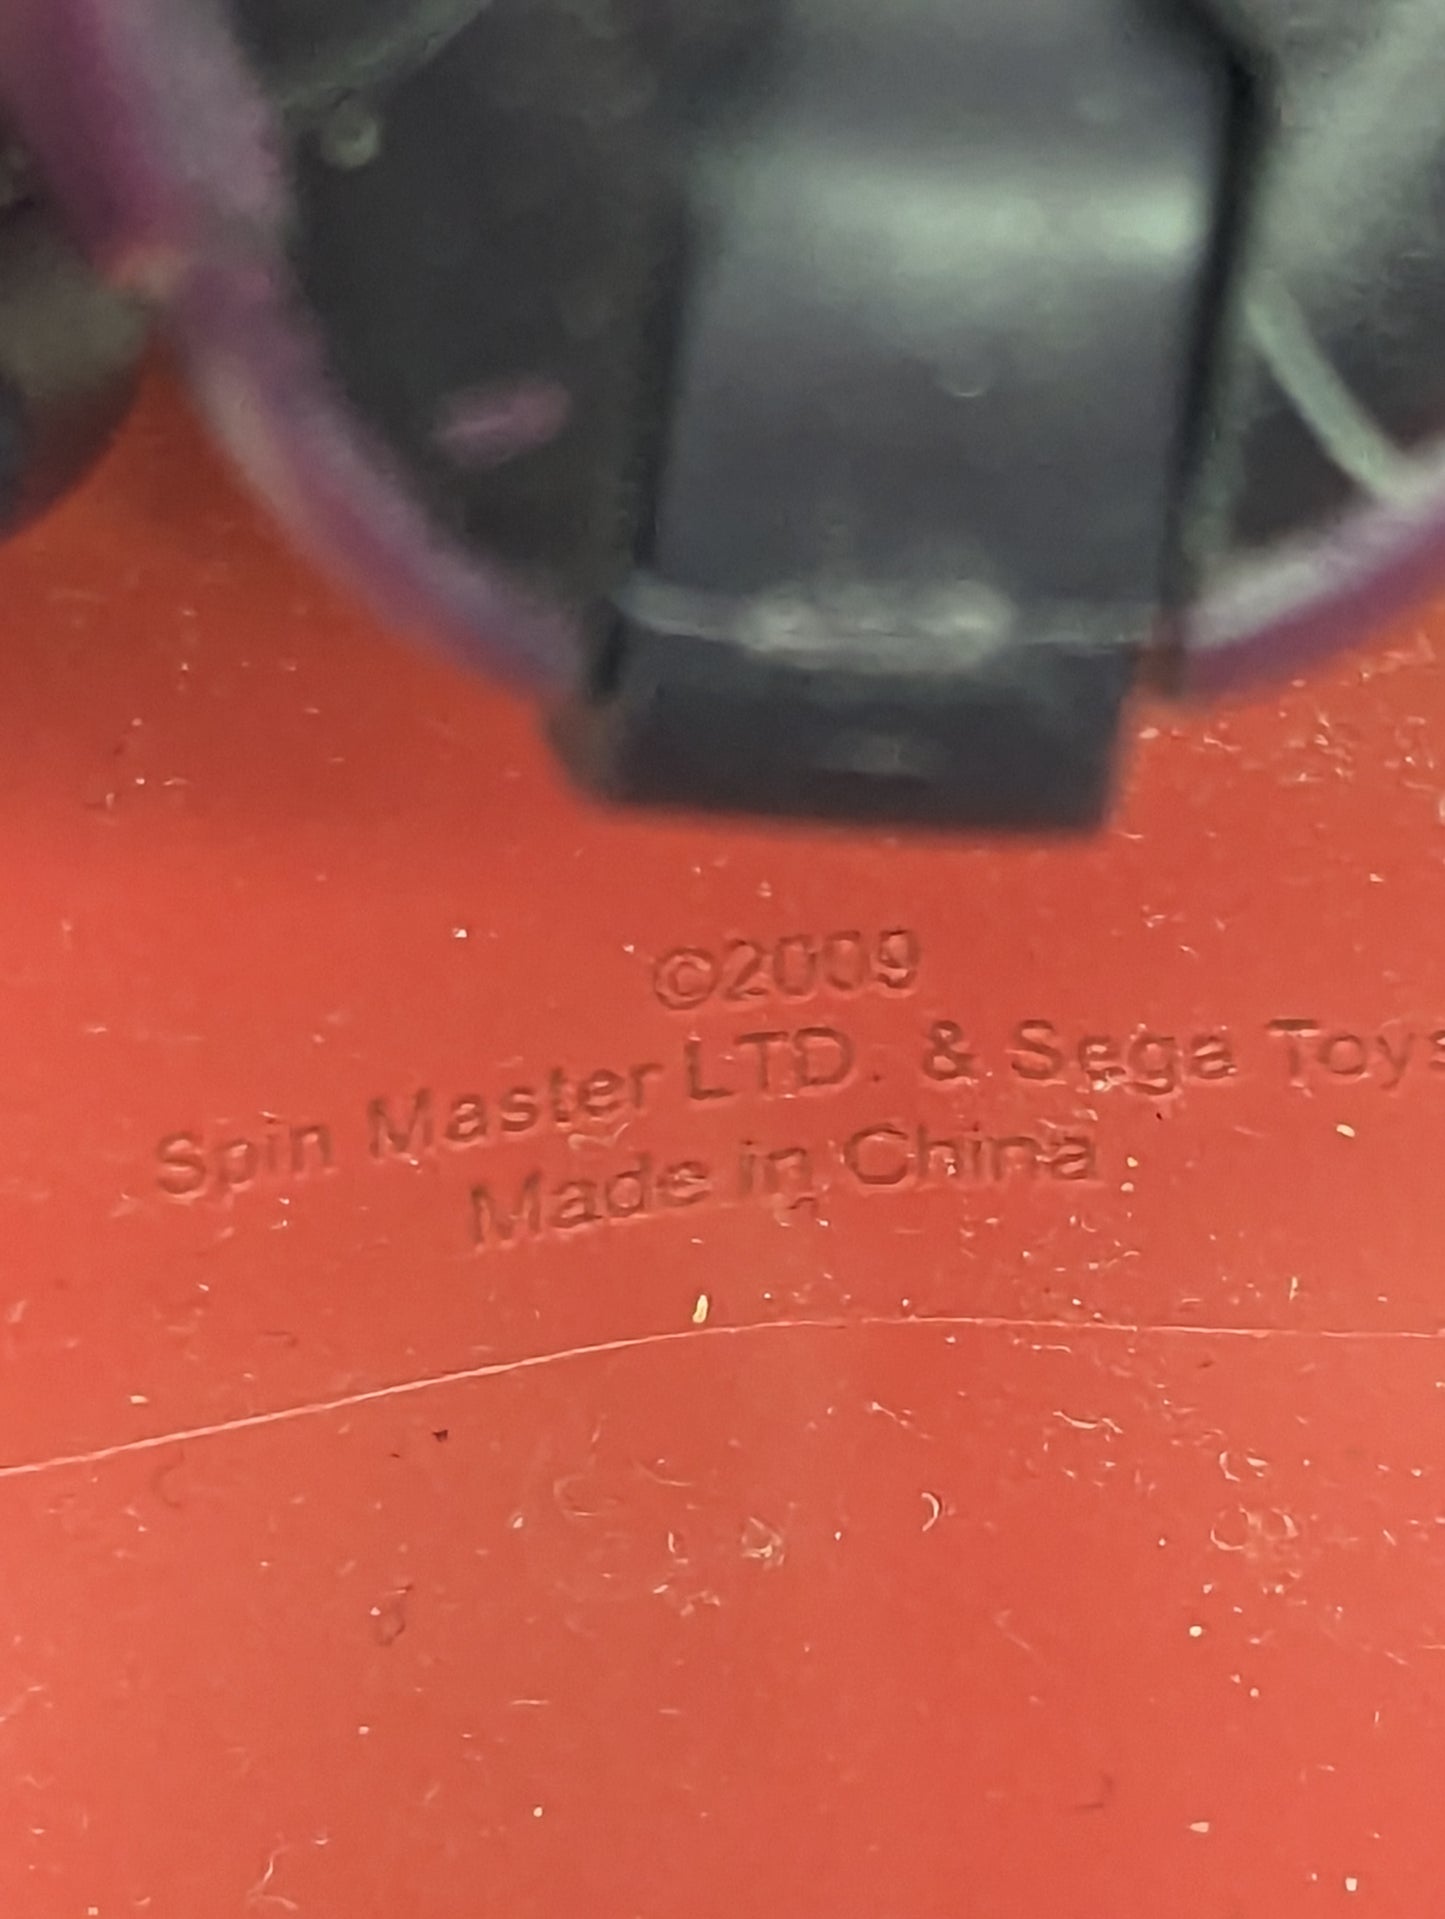 ©2009
Spin Master LTD. & Sega Toys
Made in China